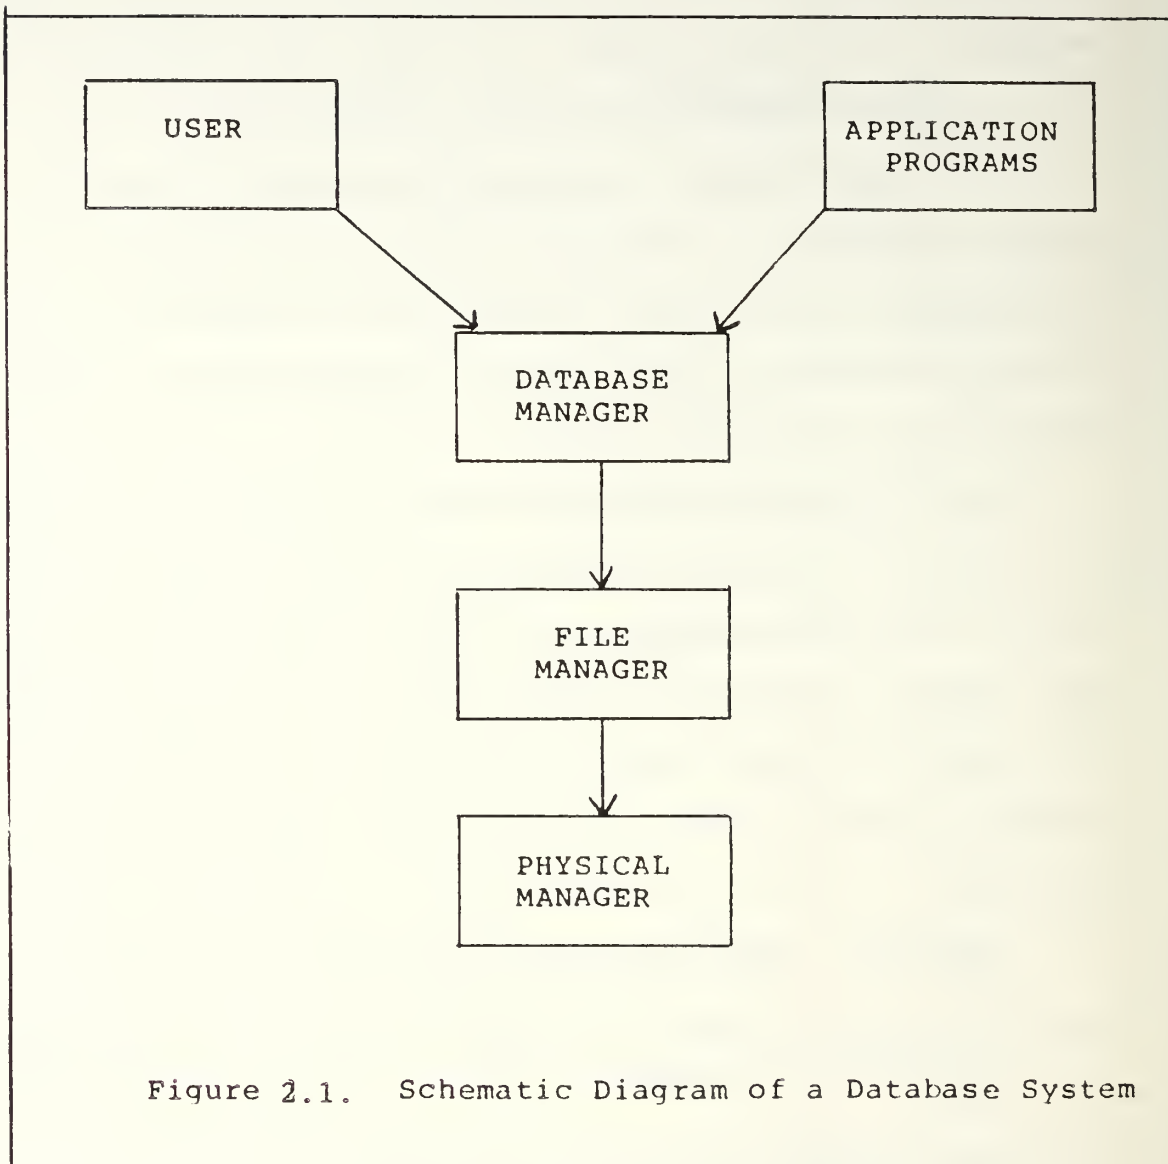 USER
APPLICATION
PROGRAMS
DATABASE
MANAGER
FILE
MANAGER
PHYSICAL
MANAGER
Figure 2.1. Schematic Diagram of a Database System